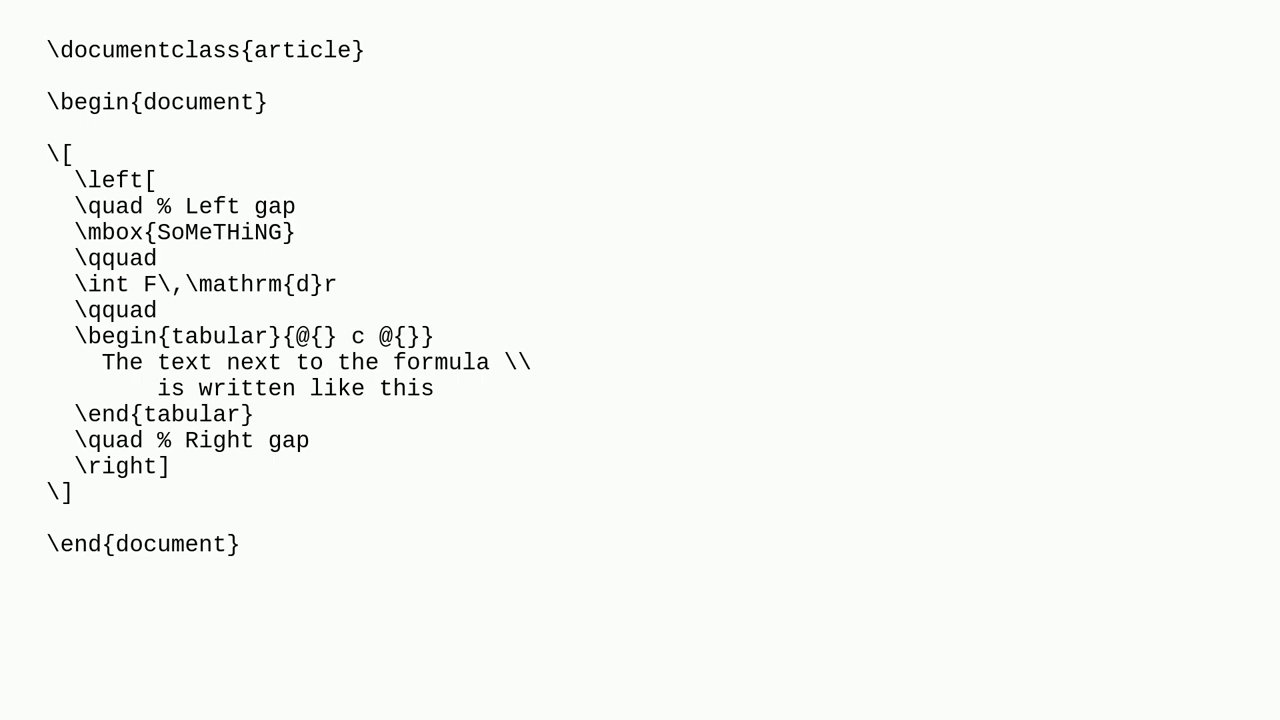 \documentclass{article}

\begin{document}

\[
  \left[
  \quad % Left gap
  \mbox{SoMeTHiNG}
  \qquad
  \int F\,\mathrm{d}r
  \qquad
  \begin{tabular}{@{} c @{}}
    The text next to the formula \\
        is written like this
  \end{tabular}
  \quad % Right gap
  \right]
\]

\end{document}